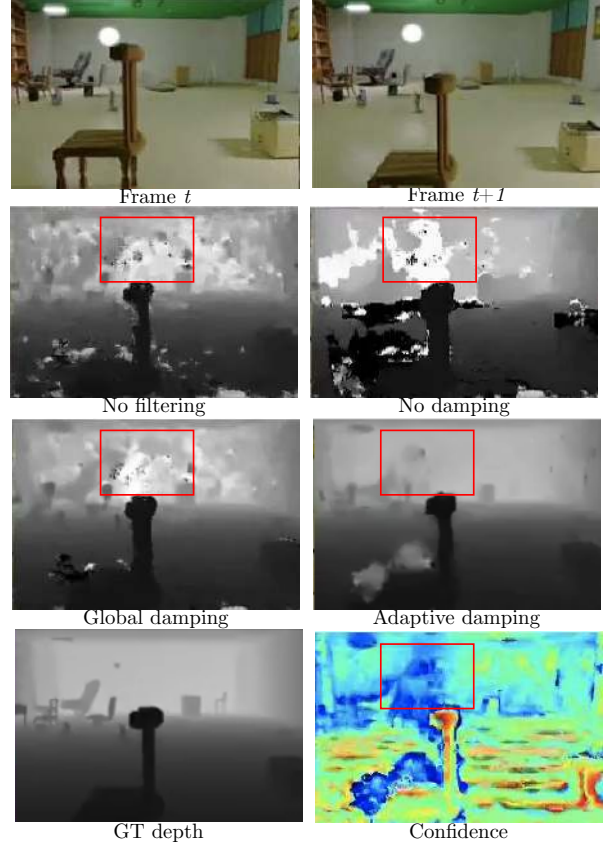 Frame t
Frame t+1
No filtering
No damping
Global damping
Adaptive damping
GT depth
Confidence